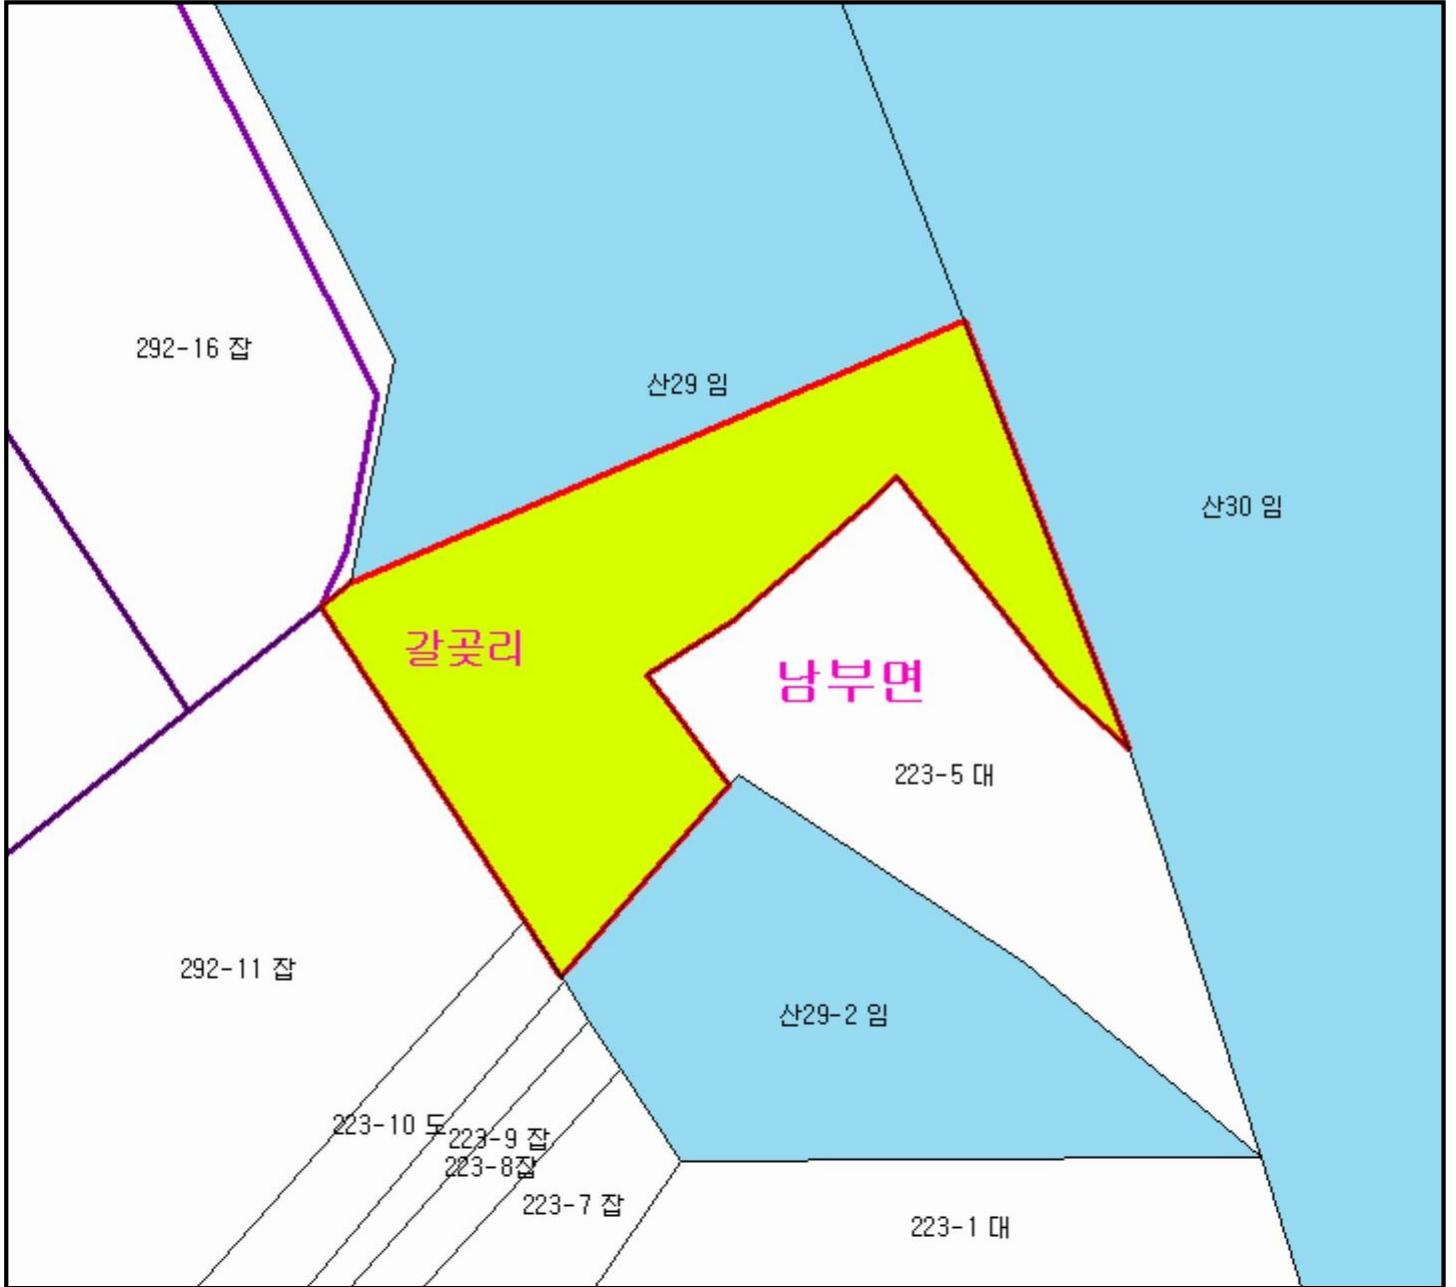 292-16 잡
산29 임
산30 임
갈곶리
남부면
223-5 대
292-11 잡
산29-2 임
223-10 도
223-9 잡
223-8잡
223-7 잡
223-1 대